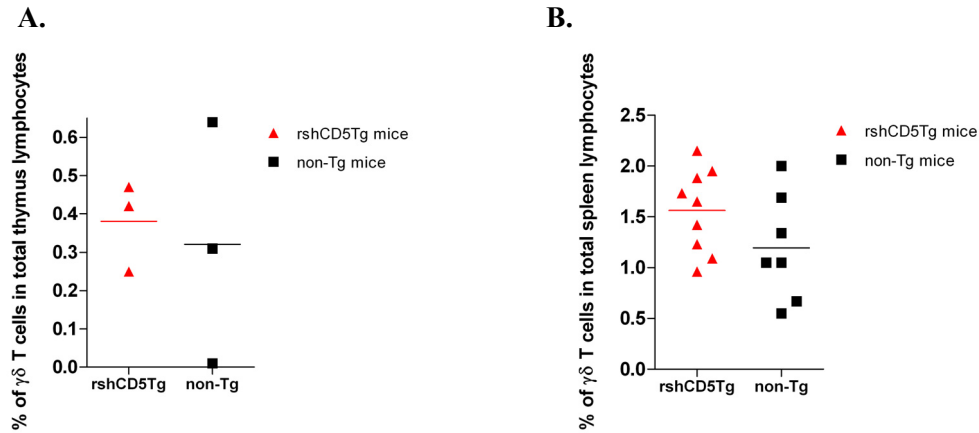 A.
% of γδ T cells in total thymus lymphocytes
0.6
0.5
0.4
0.3
0.2
0.1
0.0
rshCD5Tg non-Tg
rshCD5Tg mice
non-Tg mice
B.
% of γδ T cells in total spleen lymphocytes
2.5
2.0
1.5
1.0
0.5
0.0
rshCD5Tg non-Tg
rshCD5Tg mice
non-Tg mice